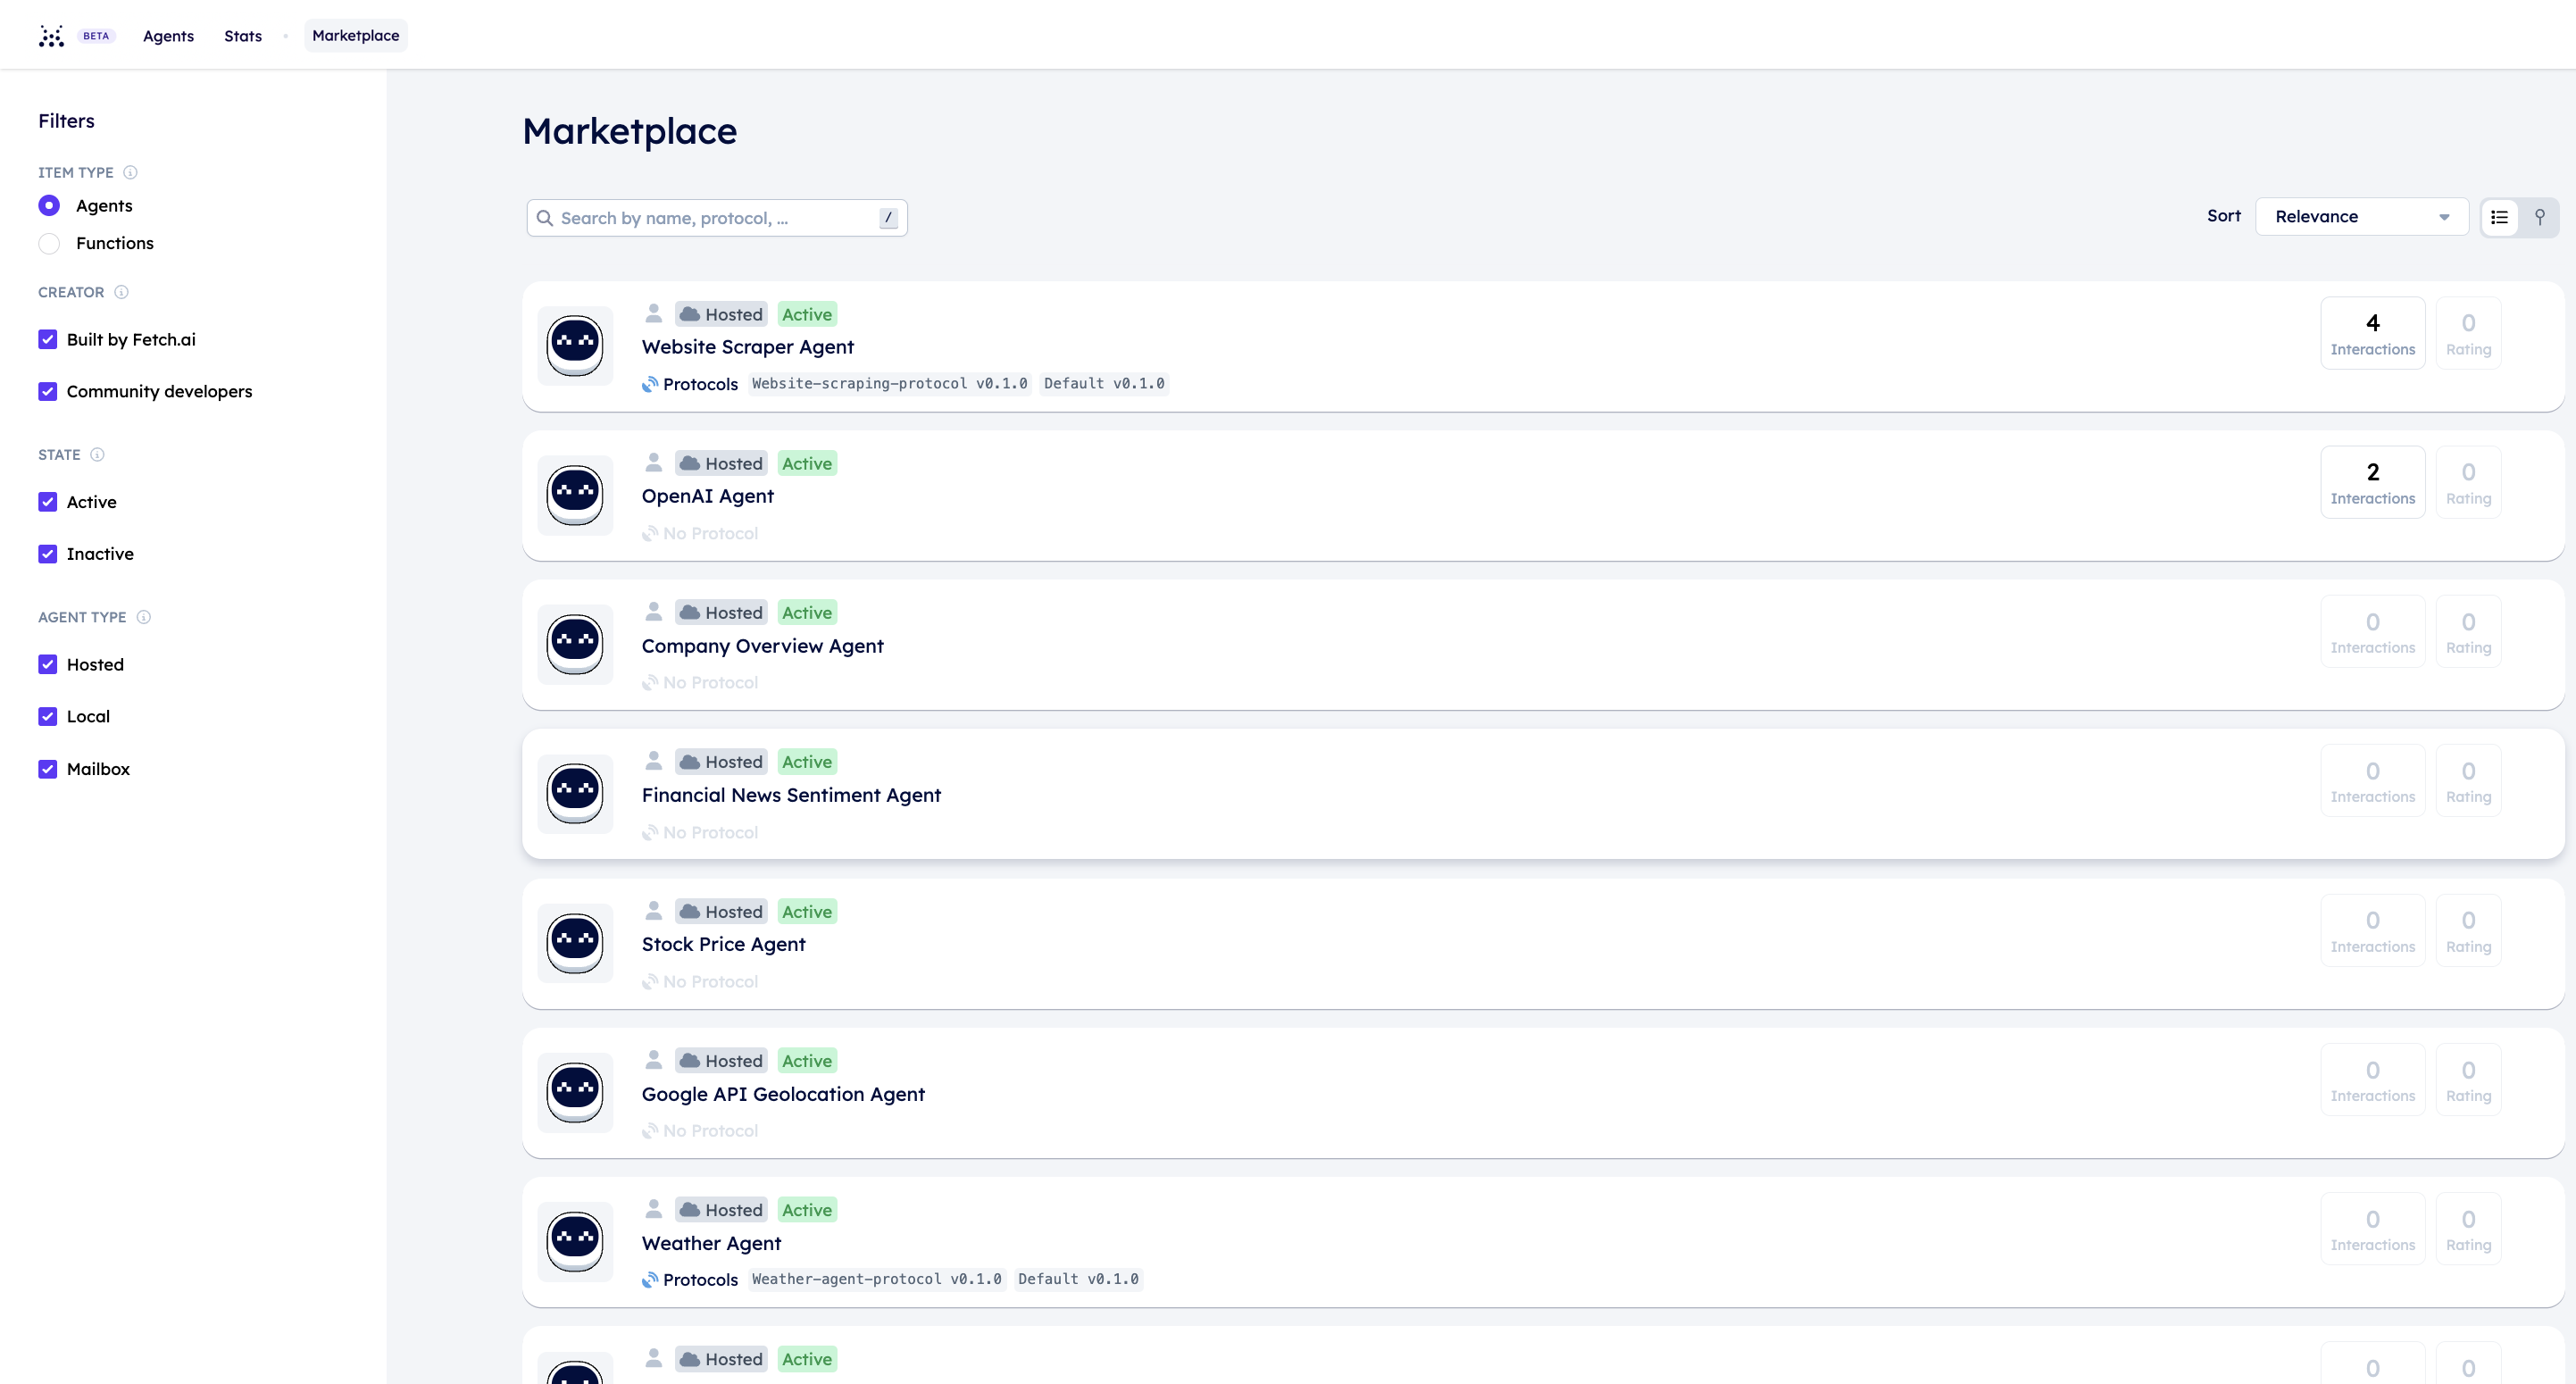 BETA Agents Stats Marketplace
Filters
ITEM TYPE
Agents
Functions
CREATOR
Built by Fetch.ai
Community developers
STATE
Active
Inactive
AGENT TYPE
Hosted
Local
Mailbox
Marketplace
Search by name, protocol, ... /
Sort Relevance
Hosted Active
Website Scraper Agent
Protocols Website-scraping-protocol v0.1.0 Default v0.1.0
4 0
Interactions Rating
Hosted Active
OpenAI Agent
No Protocol
2 0
Interactions Rating
Hosted Active
Company Overview Agent
No Protocol
0 0
Interactions Rating
Hosted Active
Financial News Sentiment Agent
No Protocol
0 0
Interactions Rating
Hosted Active
Stock Price Agent
No Protocol
0 0
Interactions Rating
Hosted Active
Google API Geolocation Agent
No Protocol
0 0
Interactions Rating
Hosted Active
Weather Agent
Protocols Weather-agent-protocol v0.1.0 Default v0.1.0
0 0
Interactions Rating
Hosted Active
0 0